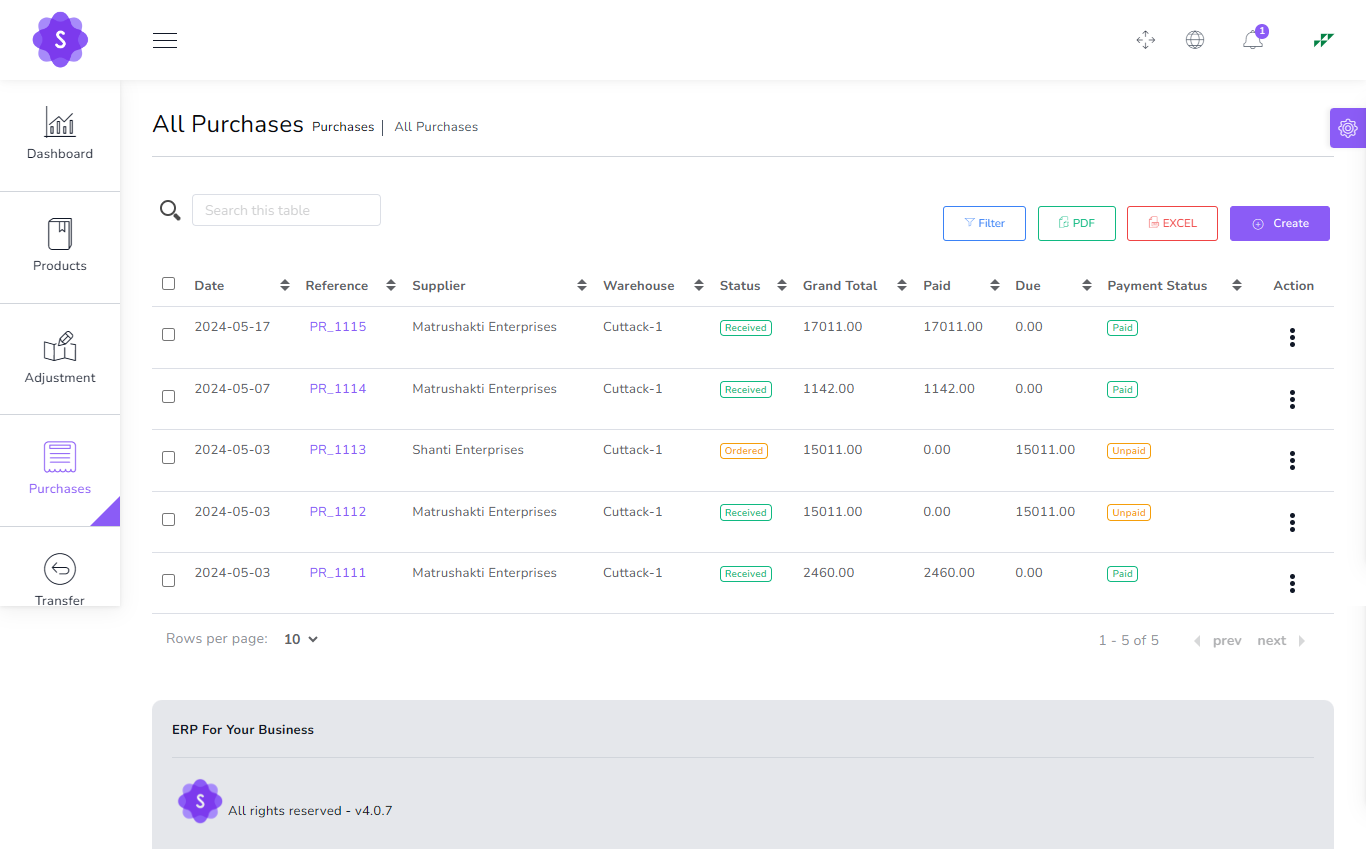 S
1
Dashboard
Products
Adjustment
Purchases
Transfer
All Purchases Purchases | All Purchases
Search this table
Filter PDF EXCEL Create
Date Reference Supplier Warehouse Status Grand Total Paid Due Payment Status Action
2024-05-17 PR_1115 Matrushakti Enterprises Cuttack-1 Received 17011.00 17011.00 0.00 Paid
2024-05-07 PR_1114 Matrushakti Enterprises Cuttack-1 Received 1142.00 1142.00 0.00 Paid
2024-05-03 PR_1113 Shanti Enterprises Cuttack-1 Ordered 15011.00 0.00 15011.00 Unpaid
2024-05-03 PR_1112 Matrushakti Enterprises Cuttack-1 Received 15011.00 0.00 15011.00 Unpaid
2024-05-03 PR_1111 Matrushakti Enterprises Cuttack-1 Received 2460.00 2460.00 0.00 Paid
Rows per page: 10
1 - 5 of 5 prev next
ERP For Your Business
S
All rights reserved - v4.0.7